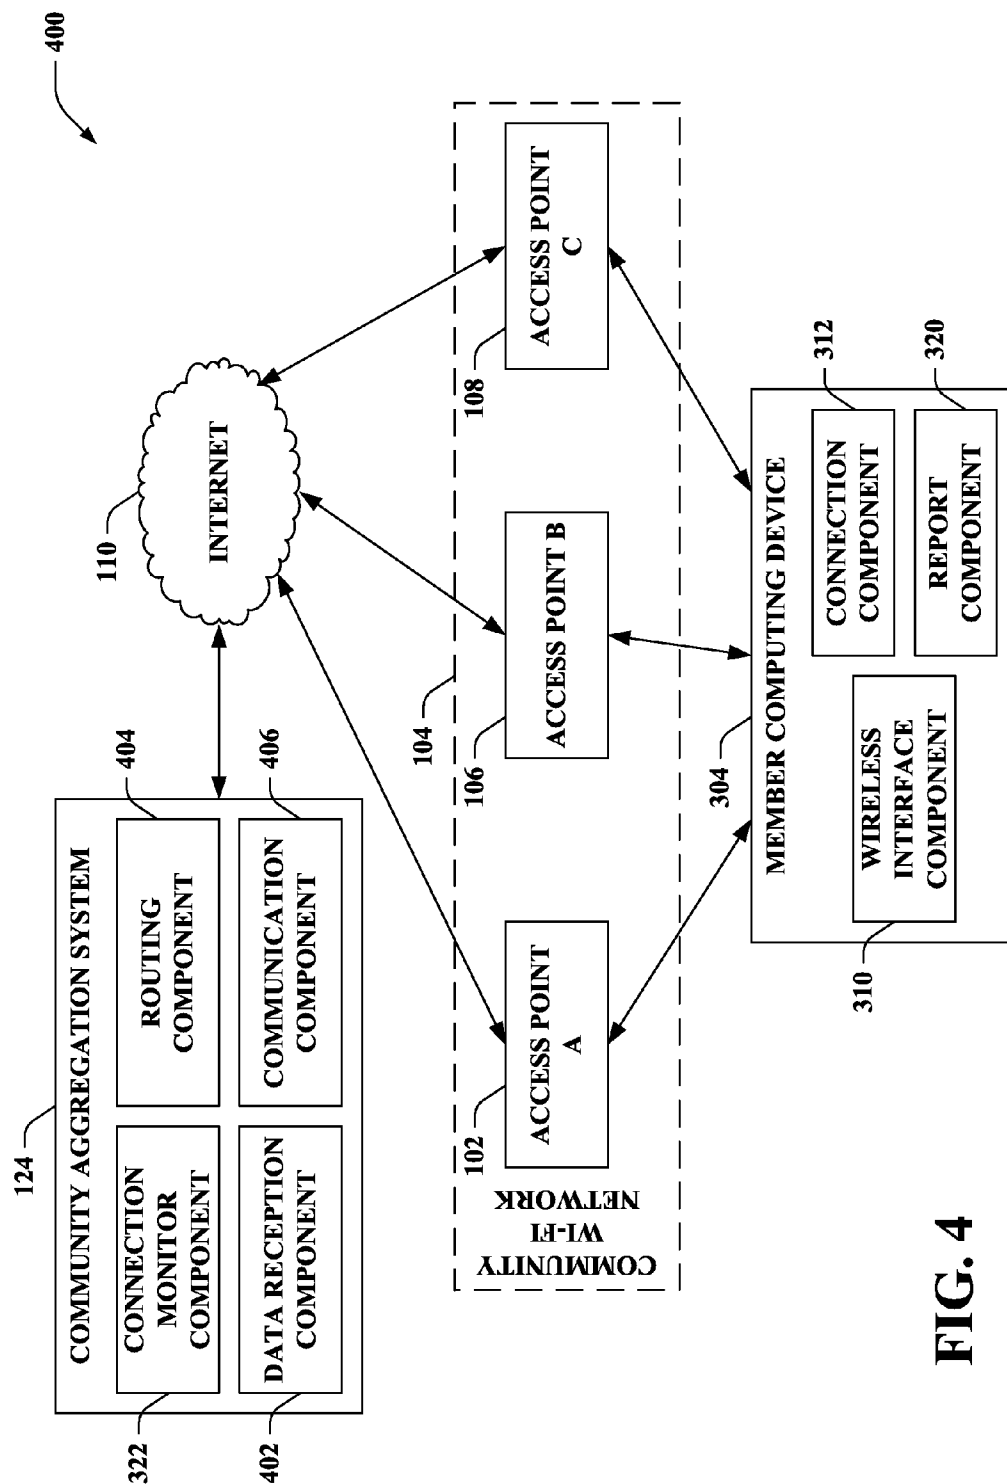 400
124
COMMUNITY AGGREGATION SYSTEM
CONNECTION
MONITOR
COMPONENT
322
ROUTING
COMPONENT
404
DATA RECEPTION
COMPONENT
402
COMMUNICATION
COMPONENT
406
110
INTERNET
104
COMMUNITY
WI-FI
NETWORK
102
ACCESS POINT
A
106
ACCESS POINT B
108
ACCESS POINT
C
304
MEMBER COMPUTING DEVICE
310
WIRELESS
INTERFACE
COMPONENT
CONNECTION
COMPONENT
312
REPORT
COMPONENT
320
FIG. 4